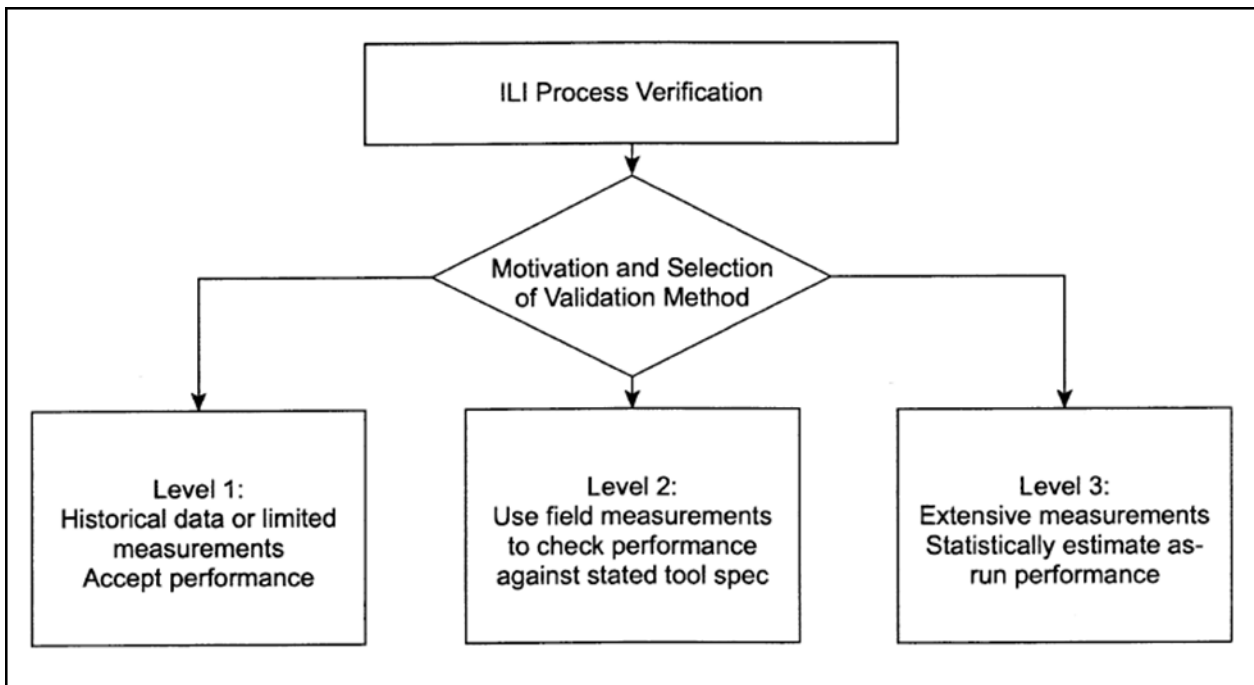 ILI Process Verification
Motivation and Selection
of Validation Method
Level 1:
Historical data or limited
measurements
Accept performance
Level 2:
Use field measurements
to check performance
against stated tool spec
Level 3:
Extensive measurements
Statistically estimate as-
run performance